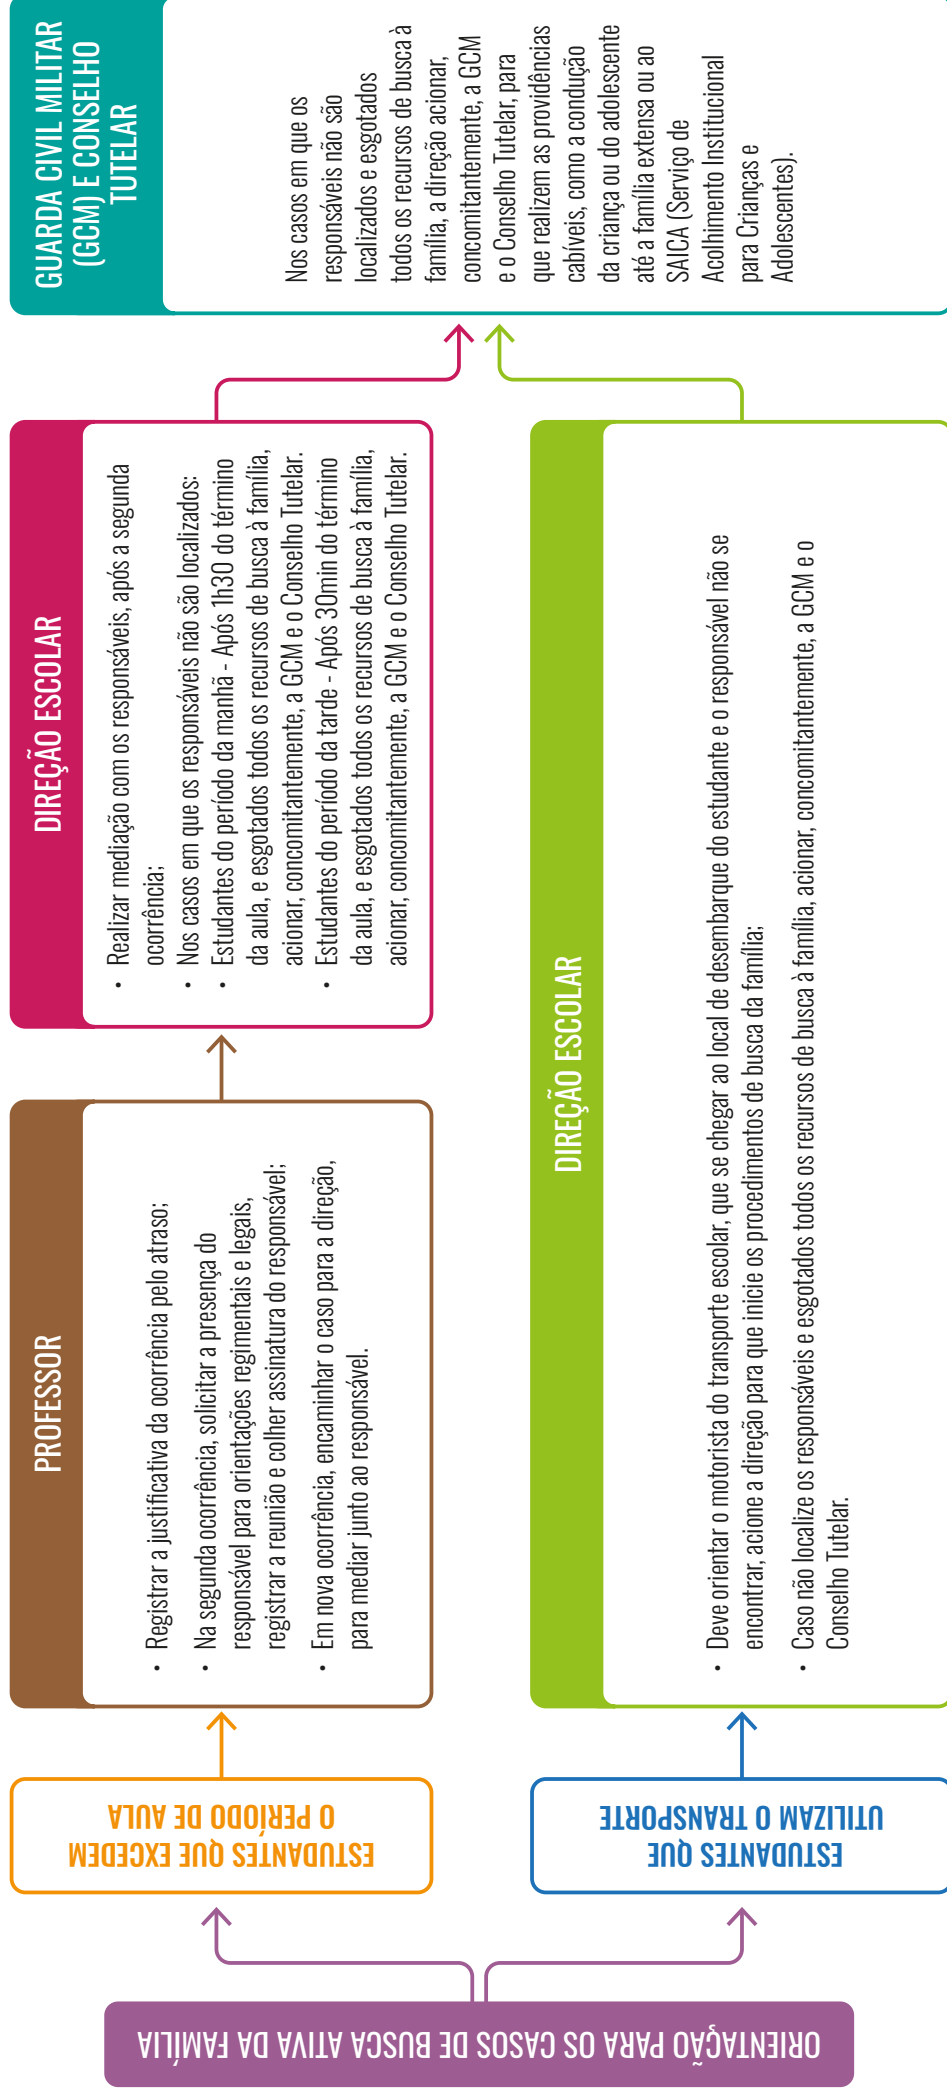 ORIENTAÇÃO PARA OS CASOS DE BUSCA ATIVA DA FAMÍLIA
ESTUDANTES QUE EXCEDEM
O PERÍODO DE AULA
PROFESSOR
• Registrar a justificativa da ocorrência pelo atraso;
• Na segunda ocorrência, solicitar a presença do
responsável para orientações regimentais e legais,
registrar a reunião e colher assinatura do responsável;
• Em nova ocorrência, encaminhar o caso para a direção,
para mediar junto ao responsável.
DIREÇÃO ESCOLAR
• Realizar mediação com os responsáveis, após a segunda
ocorrência;
• Nos casos em que os responsáveis não são localizados:
• Estudantes do período da manhã - Após 1h30 do término
da aula, e esgotados todos os recursos de busca à família,
acionar, concomitantemente, a GCM e o Conselho Tutelar.
• Estudantes do período da tarde - Após 30min do término
da aula, e esgotados todos os recursos de busca à família,
acionar, concomitantemente, a GCM e o Conselho Tutelar.
ESTUDANTES QUE
UTILIZAM O TRANSPORTE
DIREÇÃO ESCOLAR
• Deve orientar o motorista do transporte escolar, que se chegar ao local de desembarque do estudante e o responsável não se
encontrar, acione a direção para que inicie os procedimentos de busca da família;
• Caso não localize os responsáveis e esgotados todos os recursos de busca à família, acionar, concomitantemente, a GCM e o
Conselho Tutelar.
GUARDA CIVIL MILITAR
(GCM) E CONSELHO
TUTELAR
Nos casos em que os
responsáveis não são
localizados e esgotados
todos os recursos de busca à
família, a direção acionar,
concomitantemente, a GCM
e o Conselho Tutelar, para
que realizem as providências
cabíveis, como a condução
da criança ou do adolescente
até a família extensa ou ao
SAICA (Serviço de
Acolhimento Institucional
para Crianças e
Adolescentes).